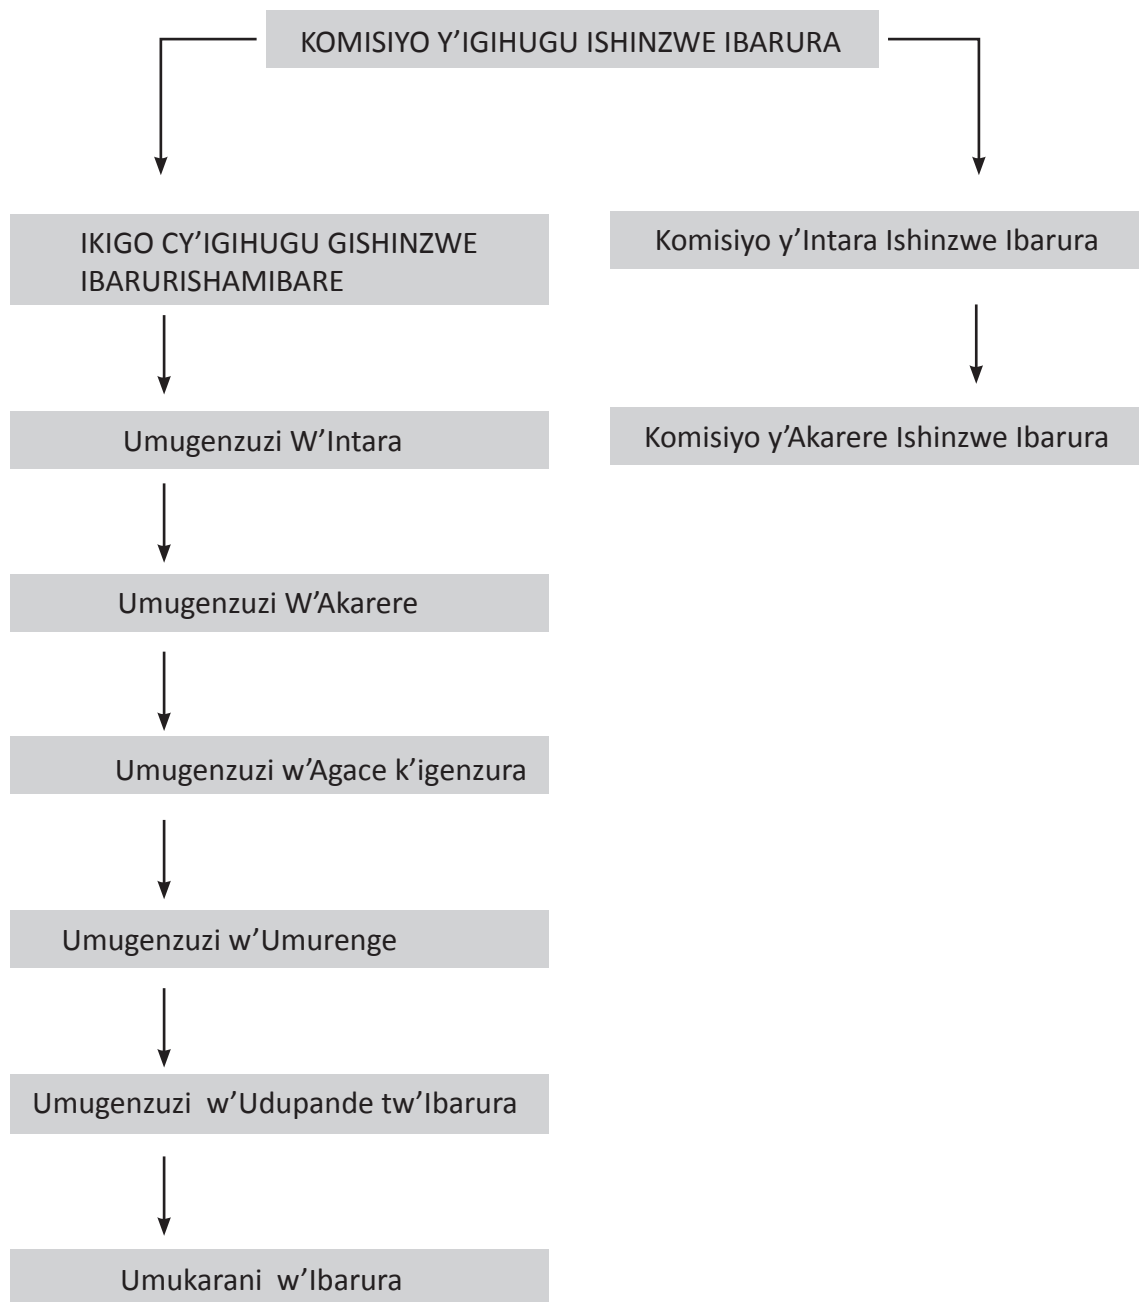 KOMISIYO Y’IGIHUGU ISHINZWE IBARURA
IKIGO CY’IGIHUGU GISHINZWE
IBARURISHAMIBARE
Umugenzuzi W’Intara
Umugenzuzi W’Akarere
Umugenzuzi w’Agace k’igenzura
Umugenzuzi w’Umurenge
Umugenzuzi  w’Udupande tw’Ibarura
Umukarani  w’Ibarura
Komisiyo y’Intara Ishinzwe Ibarura
Komisiyo y’Akarere Ishinzwe Ibarura